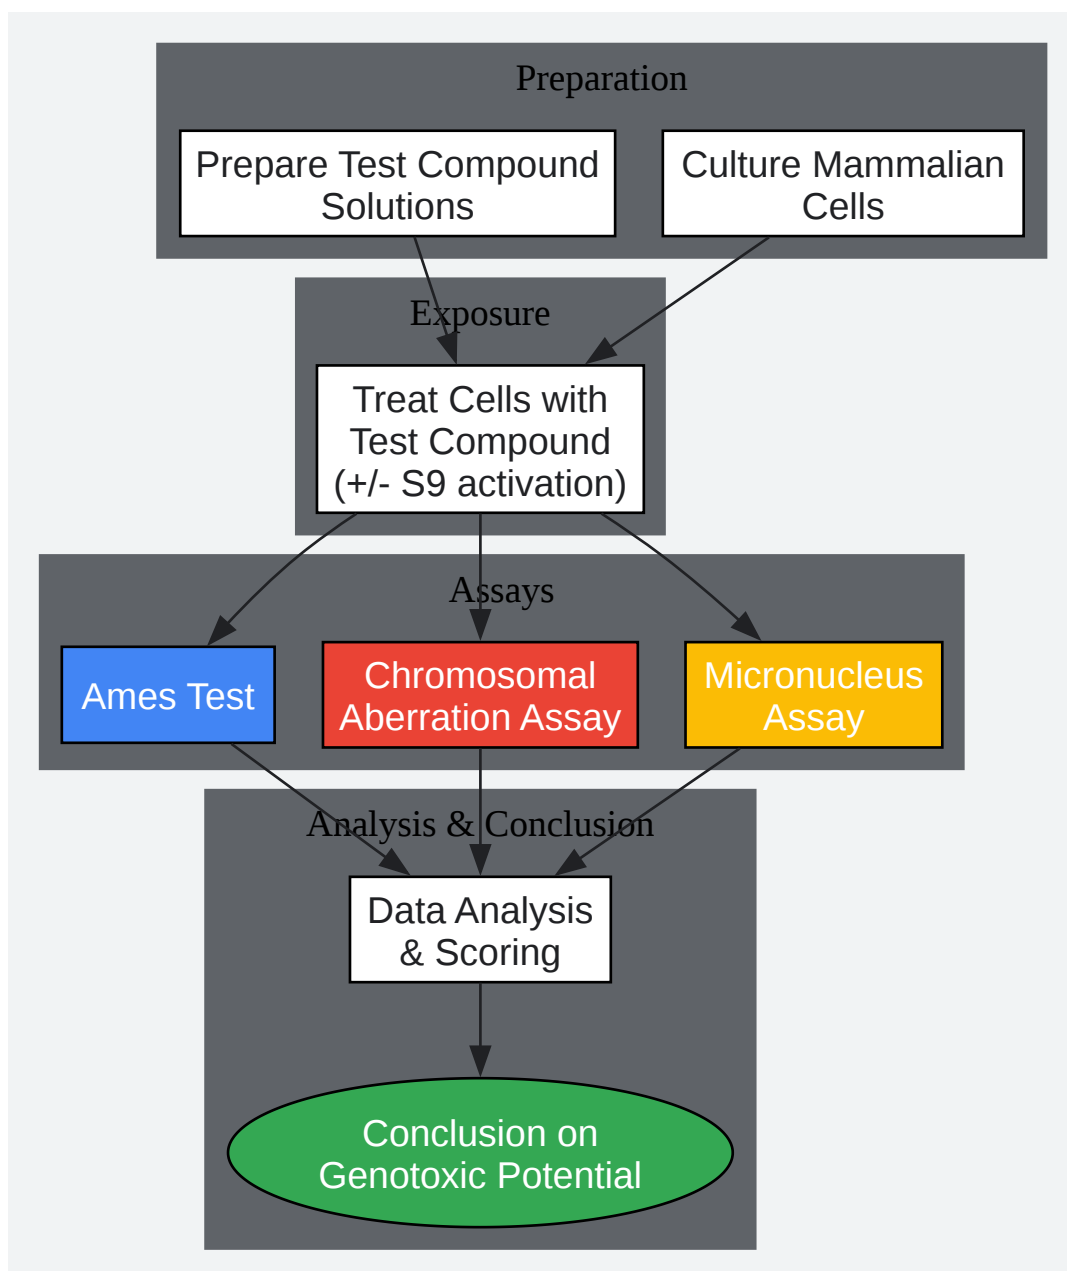 Preparation
Prepare Test Compound
Solutions
Culture Mammalian
Cells
Exposure
Treat Cells with
Test Compound
(+/- S9 activation)
Assays
Ames Test
Chromosomal
Aberration Assay
Micronucleus
Assay
Analysis & Conclusion
Data Analysis
& Scoring
Conclusion on
Genotoxic Potential